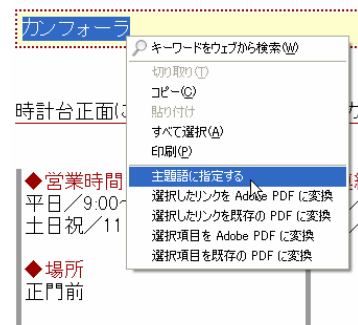 カンフォーラ
キーワードをウェブから検索(W)
切り取り(T)
コピー(C)
貼り付け
すべて選択(A)
印刷(P)
時計台正面に
主題語に指定する
選択したリンクを Adobe PDF に変換
選択したリンクを既存の PDF に変換
選択項目を Adobe PDF に変換
選択項目を既存の PDF に変換
◆営業時間
平日／9:00~
土日祝／11
◆場所
正門前